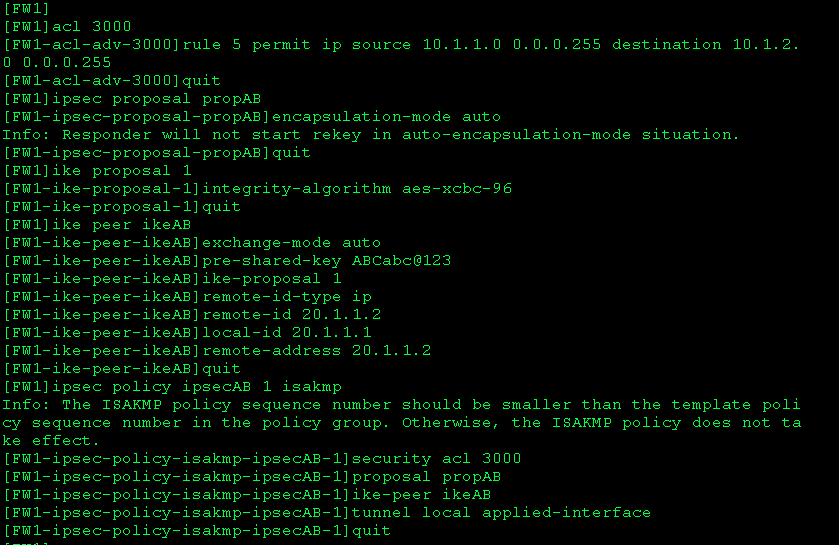 [FW1]
[FW1]acl 3000
[FW1-acl-adv-3000]rule 5 permit ip source 10.1.1.0 0.0.0.255 destination 10.1.2.
0 0.0.0.255
[FW1-acl-adv-3000]quit
[FW1]ipsec proposal propAB
[FW1-ipsec-proposal-propAB]encapsulation-mode auto
Info: Responder will not start rekey in auto-encapsulation-mode situation.
[FW1-ipsec-proposal-propAB]quit
[FW1]ike proposal 1
[FW1-ike-proposal-1]integrity-algorithm aes-xcbc-96
[FW1-ike-proposal-1]quit
[FW1]ike peer ikeAB
[FW1-ike-peer-ikeAB]exchange-mode auto
[FW1-ike-peer-ikeAB]pre-shared-key ABCabc@123
[FW1-ike-peer-ikeAB]ike-proposal 1
[FW1-ike-peer-ikeAB]remote-id-type ip
[FW1-ike-peer-ikeAB]remote-id 20.1.1.2
[FW1-ike-peer-ikeAB]local-id 20.1.1.1
[FW1-ike-peer-ikeAB]remote-address 20.1.1.2
[FW1-ike-peer-ikeAB]quit
[FW1]ipsec policy ipsecAB 1 isakmp
Info: The ISAKMP policy sequence number should be smaller than the template poli
cy sequence number in the policy group. Otherwise, the ISAKMP policy does not ta
ke effect.
[FW1-ipsec-policy-isakmp-ipsecAB-1]security acl 3000
[FW1-ipsec-policy-isakmp-ipsecAB-1]proposal propAB
[FW1-ipsec-policy-isakmp-ipsecAB-1]ike-peer ikeAB
[FW1-ipsec-policy-isakmp-ipsecAB-1]tunnel local applied-interface
[FW1-ipsec-policy-isakmp-ipsecAB-1]quit